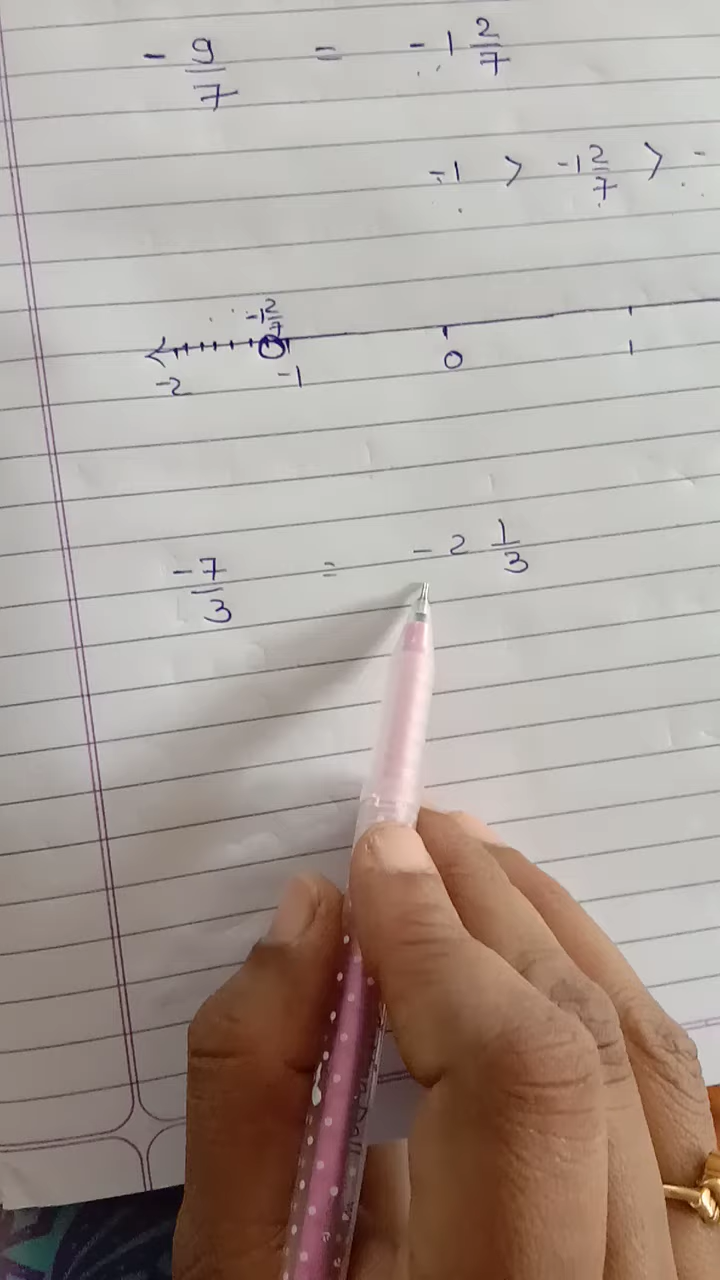 - 9/7 = -1 2/7
-1 > -1 2/7 > -
-1 2/7
-2 -1 0 1
-7/3 = -2 1/3